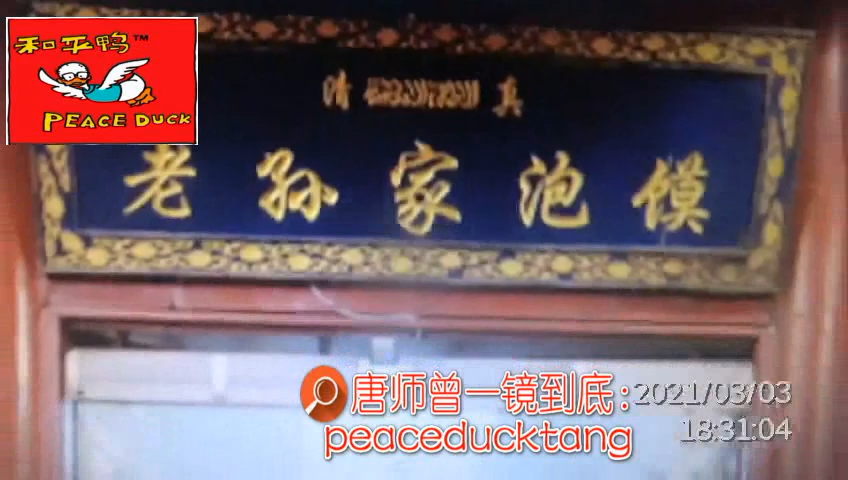 和平鸭™
PEACE DUCK
清 真
老孙家泡馍
唐师曾一镜到底:
peaceducktang
2021/03/03
18:31:04